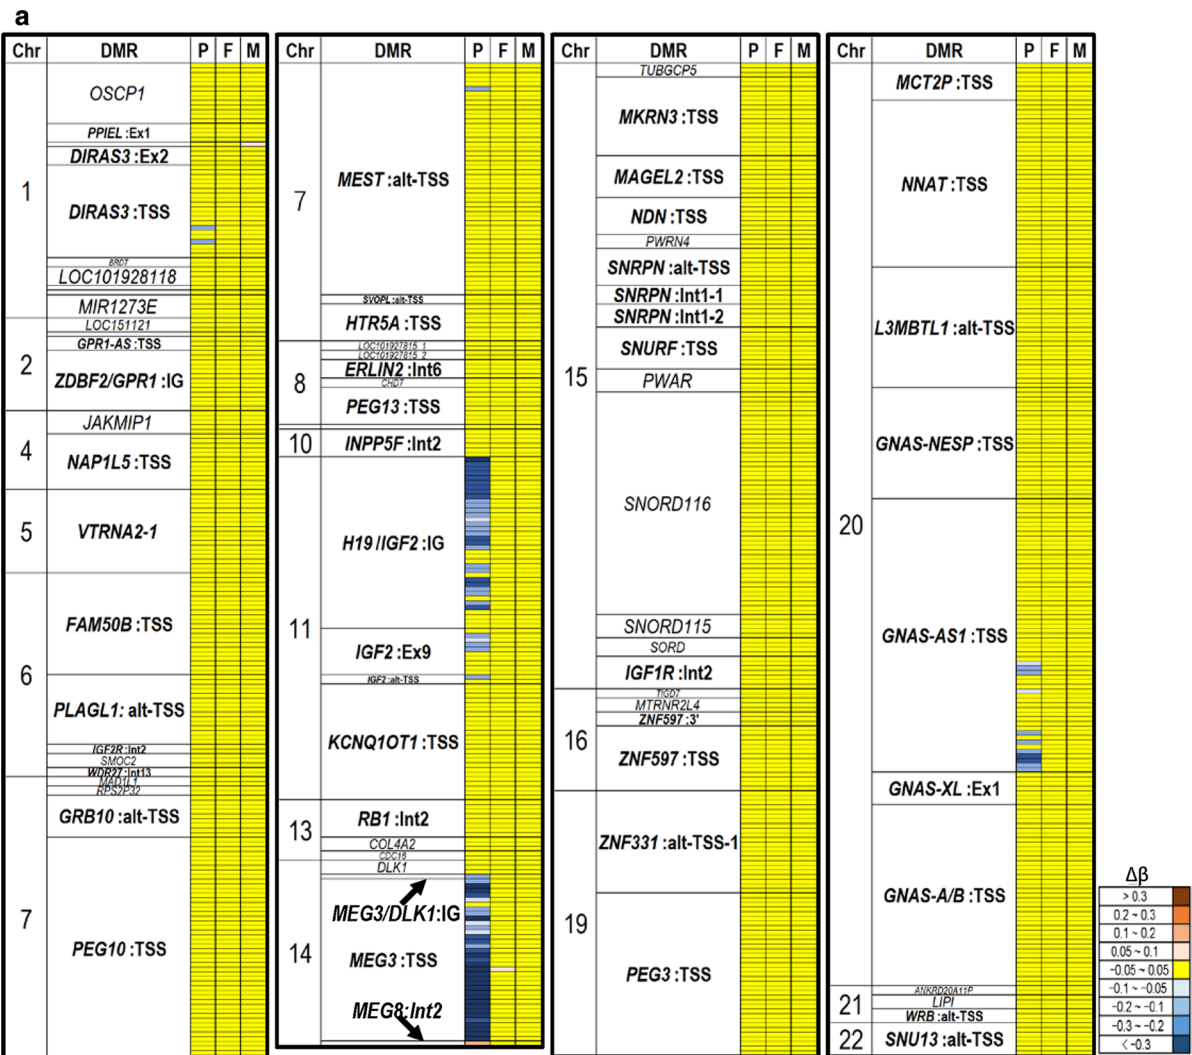 a
Chr DMR P F M
1
OSCP1
PPIEL :Ex1
DIRAS3 :Ex2
DIRAS3 :TSS
BRDT
LOC101928118
MIR1273E
2
LOC151121
GPR1-AS :TSS
ZDBF2/GPR1 :IG
4
JAKMIP1
NAP1L5 :TSS
5
VTRNA2-1
6
FAM50B :TSS
PLAGL1: alt-TSS
IGF2R :Int2
SMOC2
WDR27 :Int13
7
MAD1L1
RPS2P32
GRB10 :alt-TSS
PEG10 :TSS
Chr DMR P F M
7
MEST :alt-TSS
SVOPL :alt-TSS
HTR5A :TSS
8
LOC101927815_1
LOC101927815_2
ERLIN2 :Int6
CHD7
PEG13 :TSS
10
INPP5F :Int2
11
H19 /IGF2 :IG
IGF2 :Ex9
IGF2 :alt-TSS
KCNQ1OT1 :TSS
13
RB1 :Int2
COL4A2
CDC16
14
DLK1
MEG3/DLK1:IG
MEG3 :TSS
MEG8:Int2
Chr DMR P F M
15
TUBGCP5
MKRN3 :TSS
MAGEL2 :TSS
NDN :TSS
PWRN4
SNRPN :alt-TSS
SNRPN :Int1-1
SNRPN :Int1-2
SNURF :TSS
PWAR
SNORD116
SNORD115
SORD
IGF1R :Int2
16
TIGD7
MTRNR2L4
ZNF597 :3'
ZNF597 :TSS
19
ZNF331 :alt-TSS-1
PEG3 :TSS
Chr DMR P F M
20
MCT2P :TSS
NNAT :TSS
L3MBTL1 :alt-TSS
GNAS-NESP :TSS
GNAS-AS1 :TSS
GNAS-XL :Ex1
GNAS-A/B :TSS
21
ANKRD20A11P
LIPI
WRB :alt-TSS
22
SNU13 :alt-TSS
Δβ
> 0.3
0.2 ~ 0.3
0.1 ~ 0.2
0.05 ~ 0.1
−0.05 ~ 0.05
−0.1 ~ −0.05
−0.2 ~ −0.1
−0.3 ~ −0.2
< −0.3